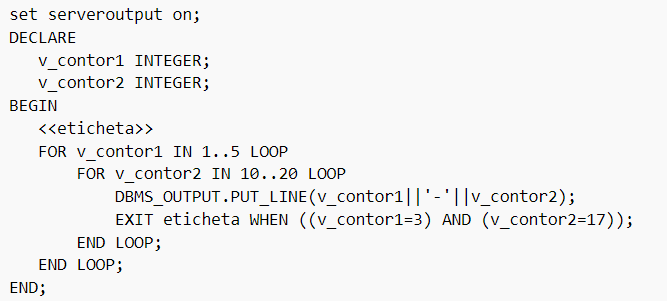 set serveroutput on;
DECLARE
   v_contor1 INTEGER;
   v_contor2 INTEGER;
BEGIN
   <<eticheta>>
   FOR v_contor1 IN 1..5 LOOP
       FOR v_contor2 IN 10..20 LOOP
           DBMS_OUTPUT.PUT_LINE(v_contor1||'-'||v_contor2);
           EXIT eticheta WHEN ((v_contor1=3) AND (v_contor2=17));
       END LOOP;
   END LOOP;
END;